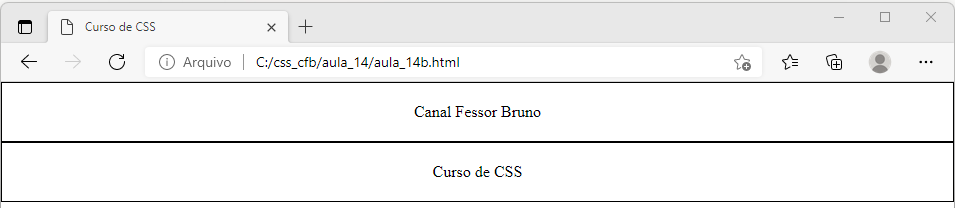 Curso de CSS
Arquivo C:/css_cfb/aula_14/aula_14b.html
Canal Fessor Bruno
Curso de CSS